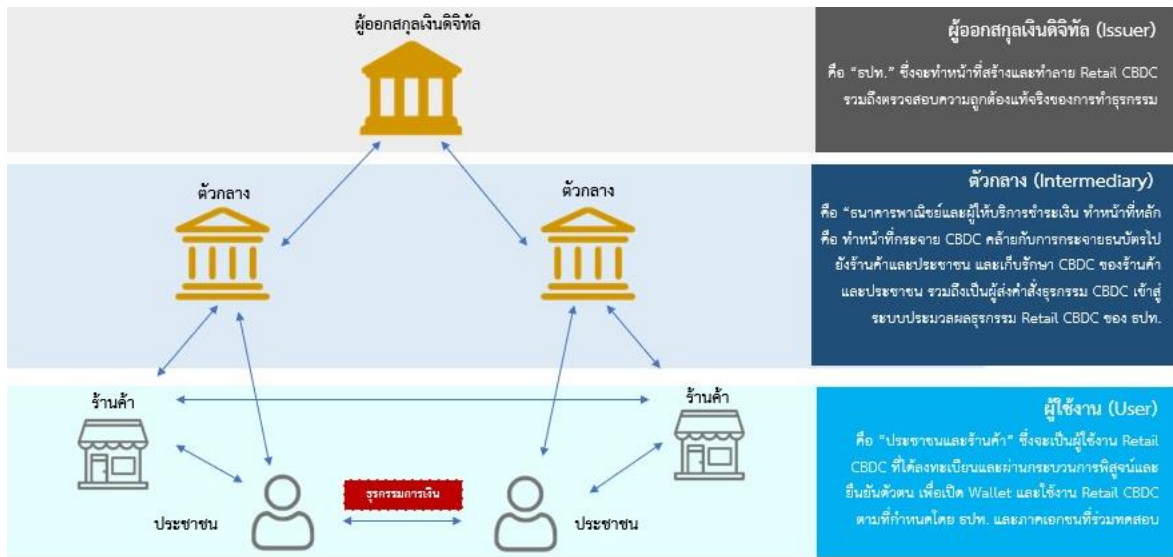 ผู้ออกสกุลเงินดิจิทัล
ผู้ออกสกุลเงินดิจิทัล (Issuer)
คือ "ธปท." ซึ่งจะทำหน้าที่สร้างและทำลาย Retail CBDC
รวมถึงตรวจสอบความถูกต้องแท้จริงของการทำธุรกรรม
ตัวกลาง
ตัวกลาง
ตัวกลาง (Intermediary)
คือ "ธนาคารพาณิชย์และผู้ให้บริการชำระเงิน ทำหน้าที่หลัก
คือ ทำหน้าที่กระจาย CBDC คล้ายกับการกระจายธนบัตรไป
ยังร้านค้าและประชาชน และเก็บรักษา CBDC ของร้านค้า
และประชาชน รวมถึงเป็นผู้ส่งคำสั่งธุรกรรม CBDC เข้าสู่
ระบบประมวลผลธุรกรรม Retail CBDC ของ ธปท.
ร้านค้า
ร้านค้า
ธุรกรรมการเงิน
ประชาชน
ประชาชน
ผู้ใช้งาน (User)
คือ "ประชาชนและร้านค้า" ซึ่งจะเป็นผู้ใช้งาน Retail
CBDC ที่ได้ลงทะเบียนและผ่านกระบวนการพิสูจน์และ
ยืนยันตัวตน เพื่อเปิด Wallet และใช้งาน Retail CBDC
ตามที่กำหนดโดย ธปท. และภาคเอกชนที่ร่วมทดสอบ